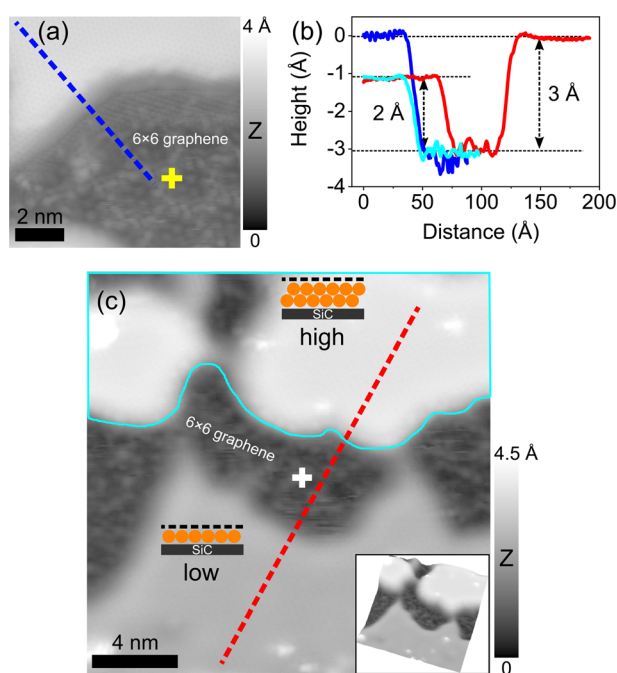 (a)
6×6 graphene
2 nm
4 Å
Z
0
(b)
Height (Å)
0
-1
-2
-3
-4
2 Å
3 Å
0
50
100
150
200
Distance (Å)
(c)
SiC
high
6×6 graphene
SiC
low
4 nm
4.5 Å
Z
0